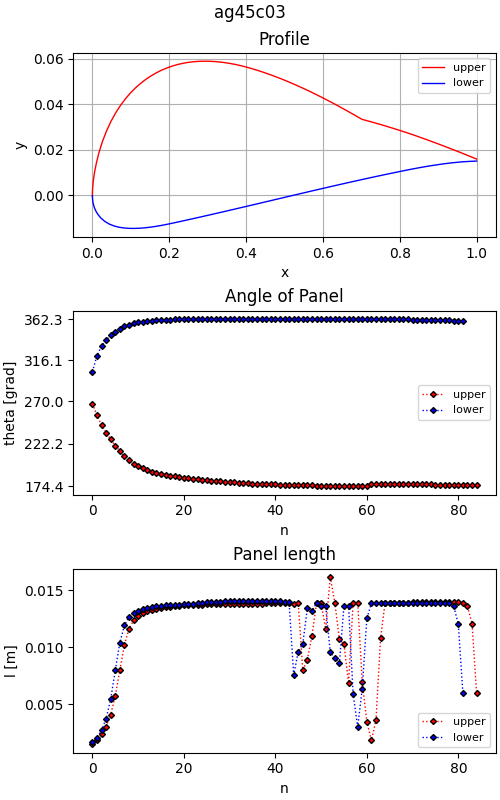 ag45c03
Profile
0.06
0.04
0.02
0.00
y
upper
lower
0.0 0.2 0.4 0.6 0.8 1.0
x
Angle of Panel
362.3
316.1
270.0
222.2
174.4
theta [grad]
upper
lower
0 20 40 60 80
n
Panel length
0.015
0.010
0.005
l [m]
upper
lower
0 20 40 60 80
n